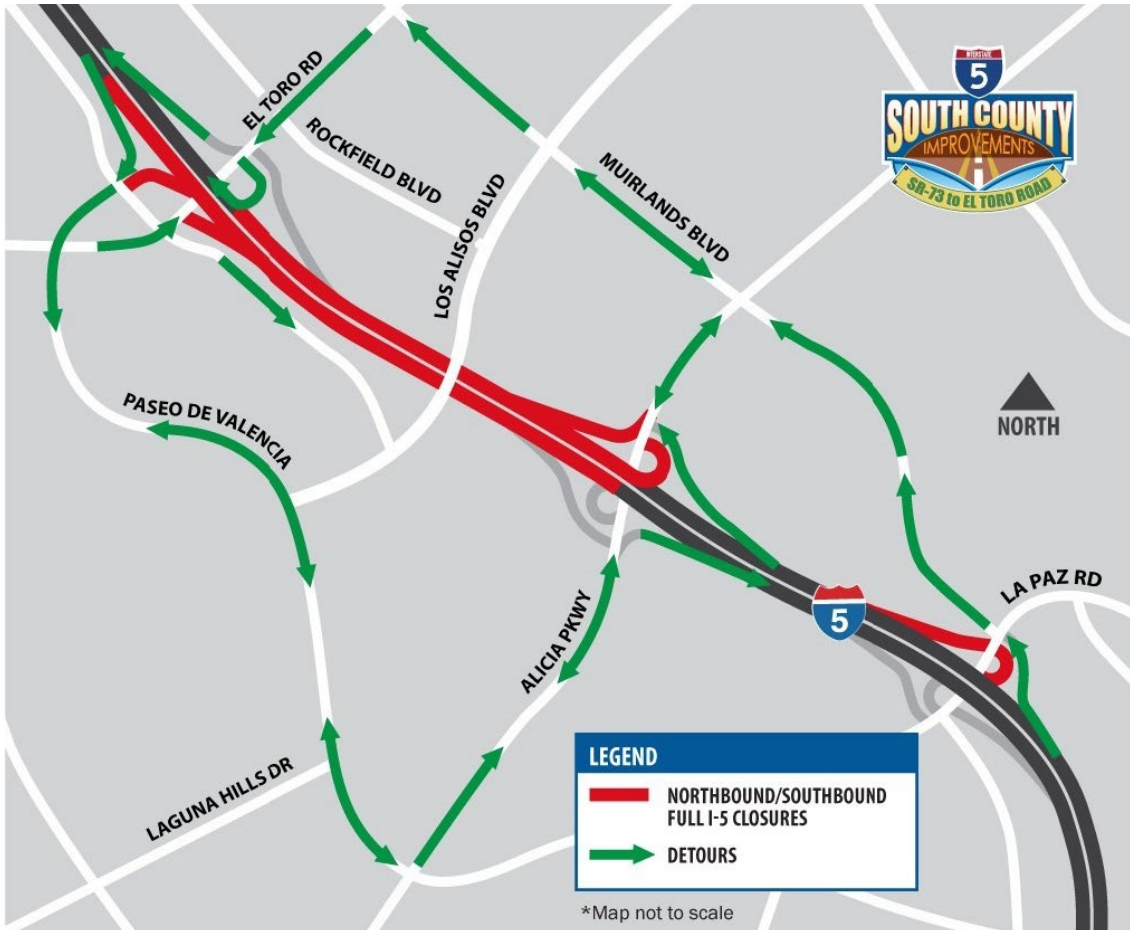 EL TORO RD
ROCKFIELD BLVD
LOS ALISOS BLVD
MUIRLANDS BLVD
INTERSTATE
5
SOUTH COUNTY
IMPROVEMENTS
SR-73 to EL TORO ROAD
PASEO DE VALENCIA
NORTH
ALICIA PKWY
5
LA PAZ RD
LAGUNA HILLS DR
LEGEND
NORTHBOUND/SOUTHBOUND
FULL I-5 CLOSURES
DETOURS
*Map not to scale